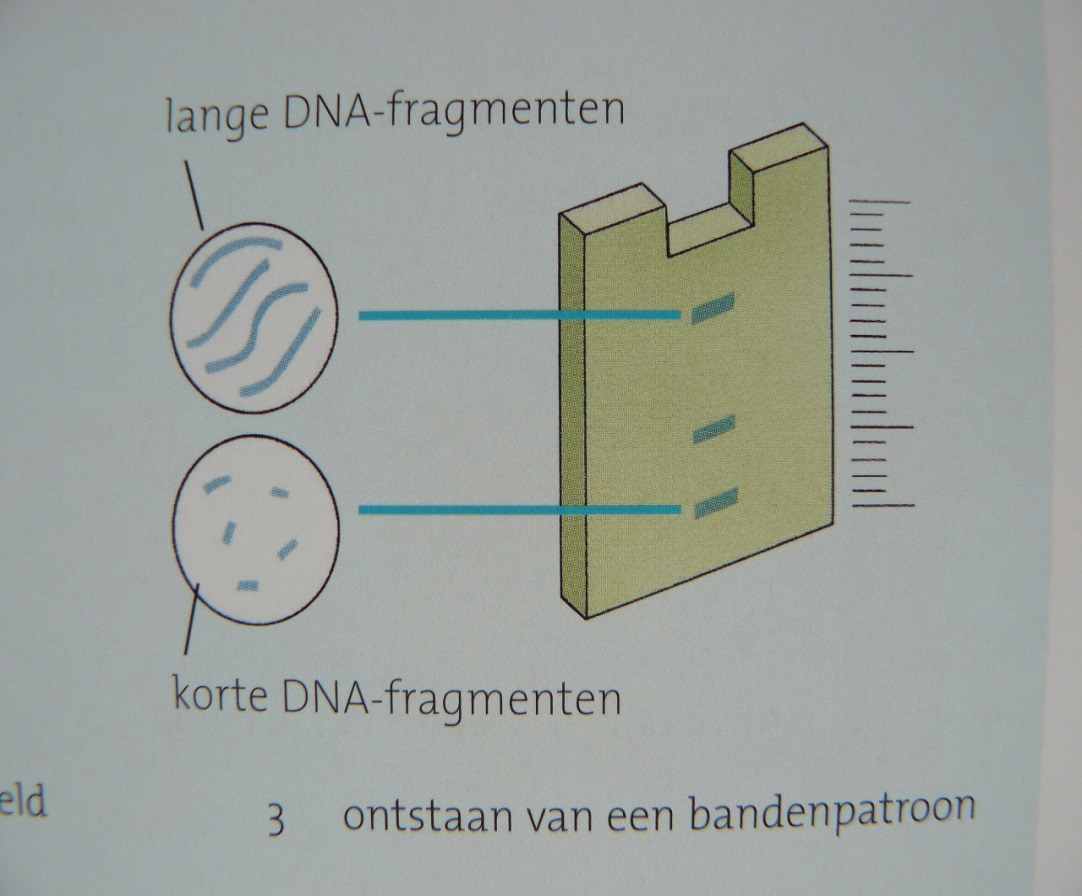 lange DNA-fragmenten
korte DNA-fragmenten
eld
3 ontstaan van een bandenpatroon